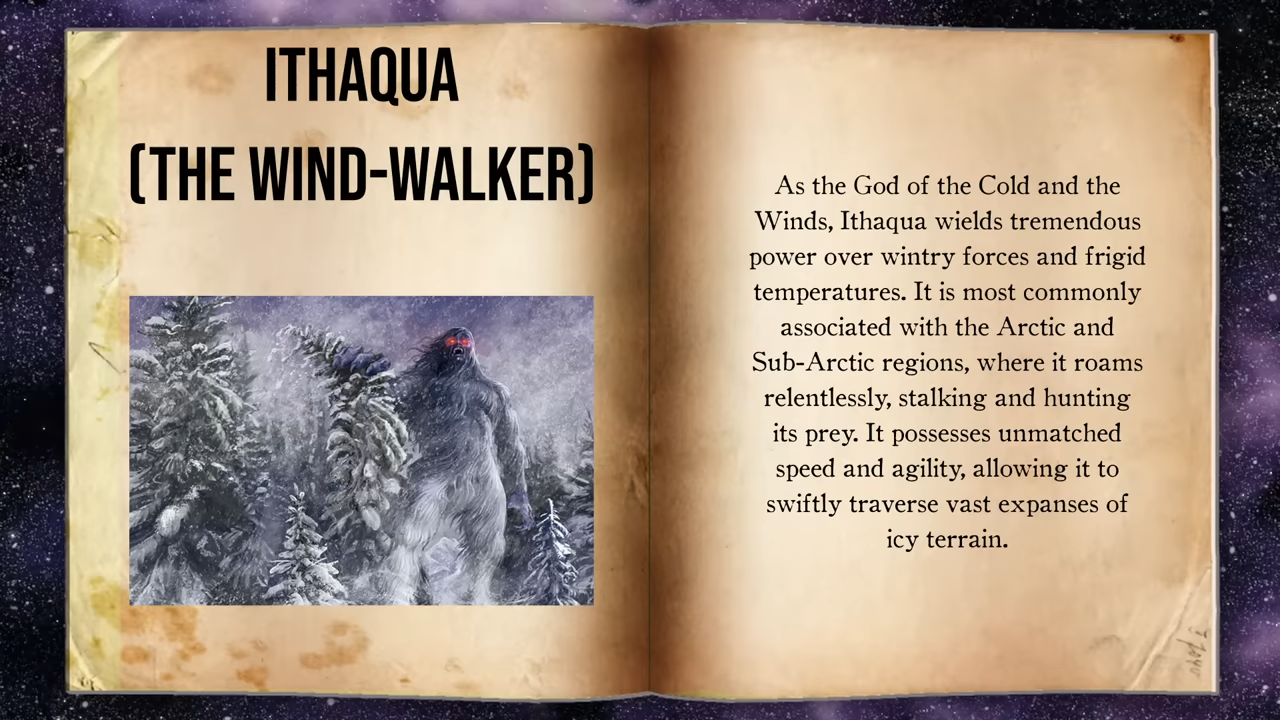 ITHAQUA
(THE WIND-WALKER)
As the God of the Cold and the
Winds, Ithaqua wields tremendous
power over wintry forces and frigid
temperatures. It is most commonly
associated with the Arctic and
Sub-Arctic regions, where it roams
relentlessly, stalking and hunting
its prey. It possesses unmatched
speed and agility, allowing it to
swiftly traverse vast expanses of
icy terrain.